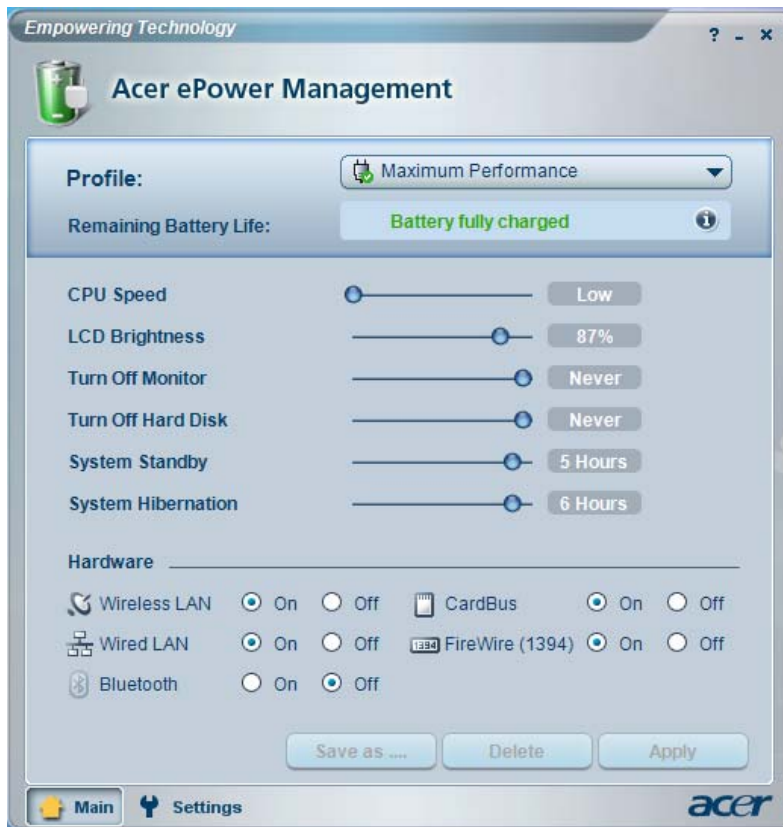 Empowering Technology
? - x
Acer ePower Management
Profile: Maximum Performance
Remaining Battery Life: Battery fully charged i
CPU Speed Low
LCD Brightness 87%
Turn Off Monitor Never
Turn Off Hard Disk Never
System Standby 5 Hours
System Hibernation 6 Hours
Hardware
Wireless LAN On Off CardBus On Off
Wired LAN On Off 1394 FireWire (1394) On Off
Bluetooth On Off
Save as .... Delete Apply
Main Settings acer